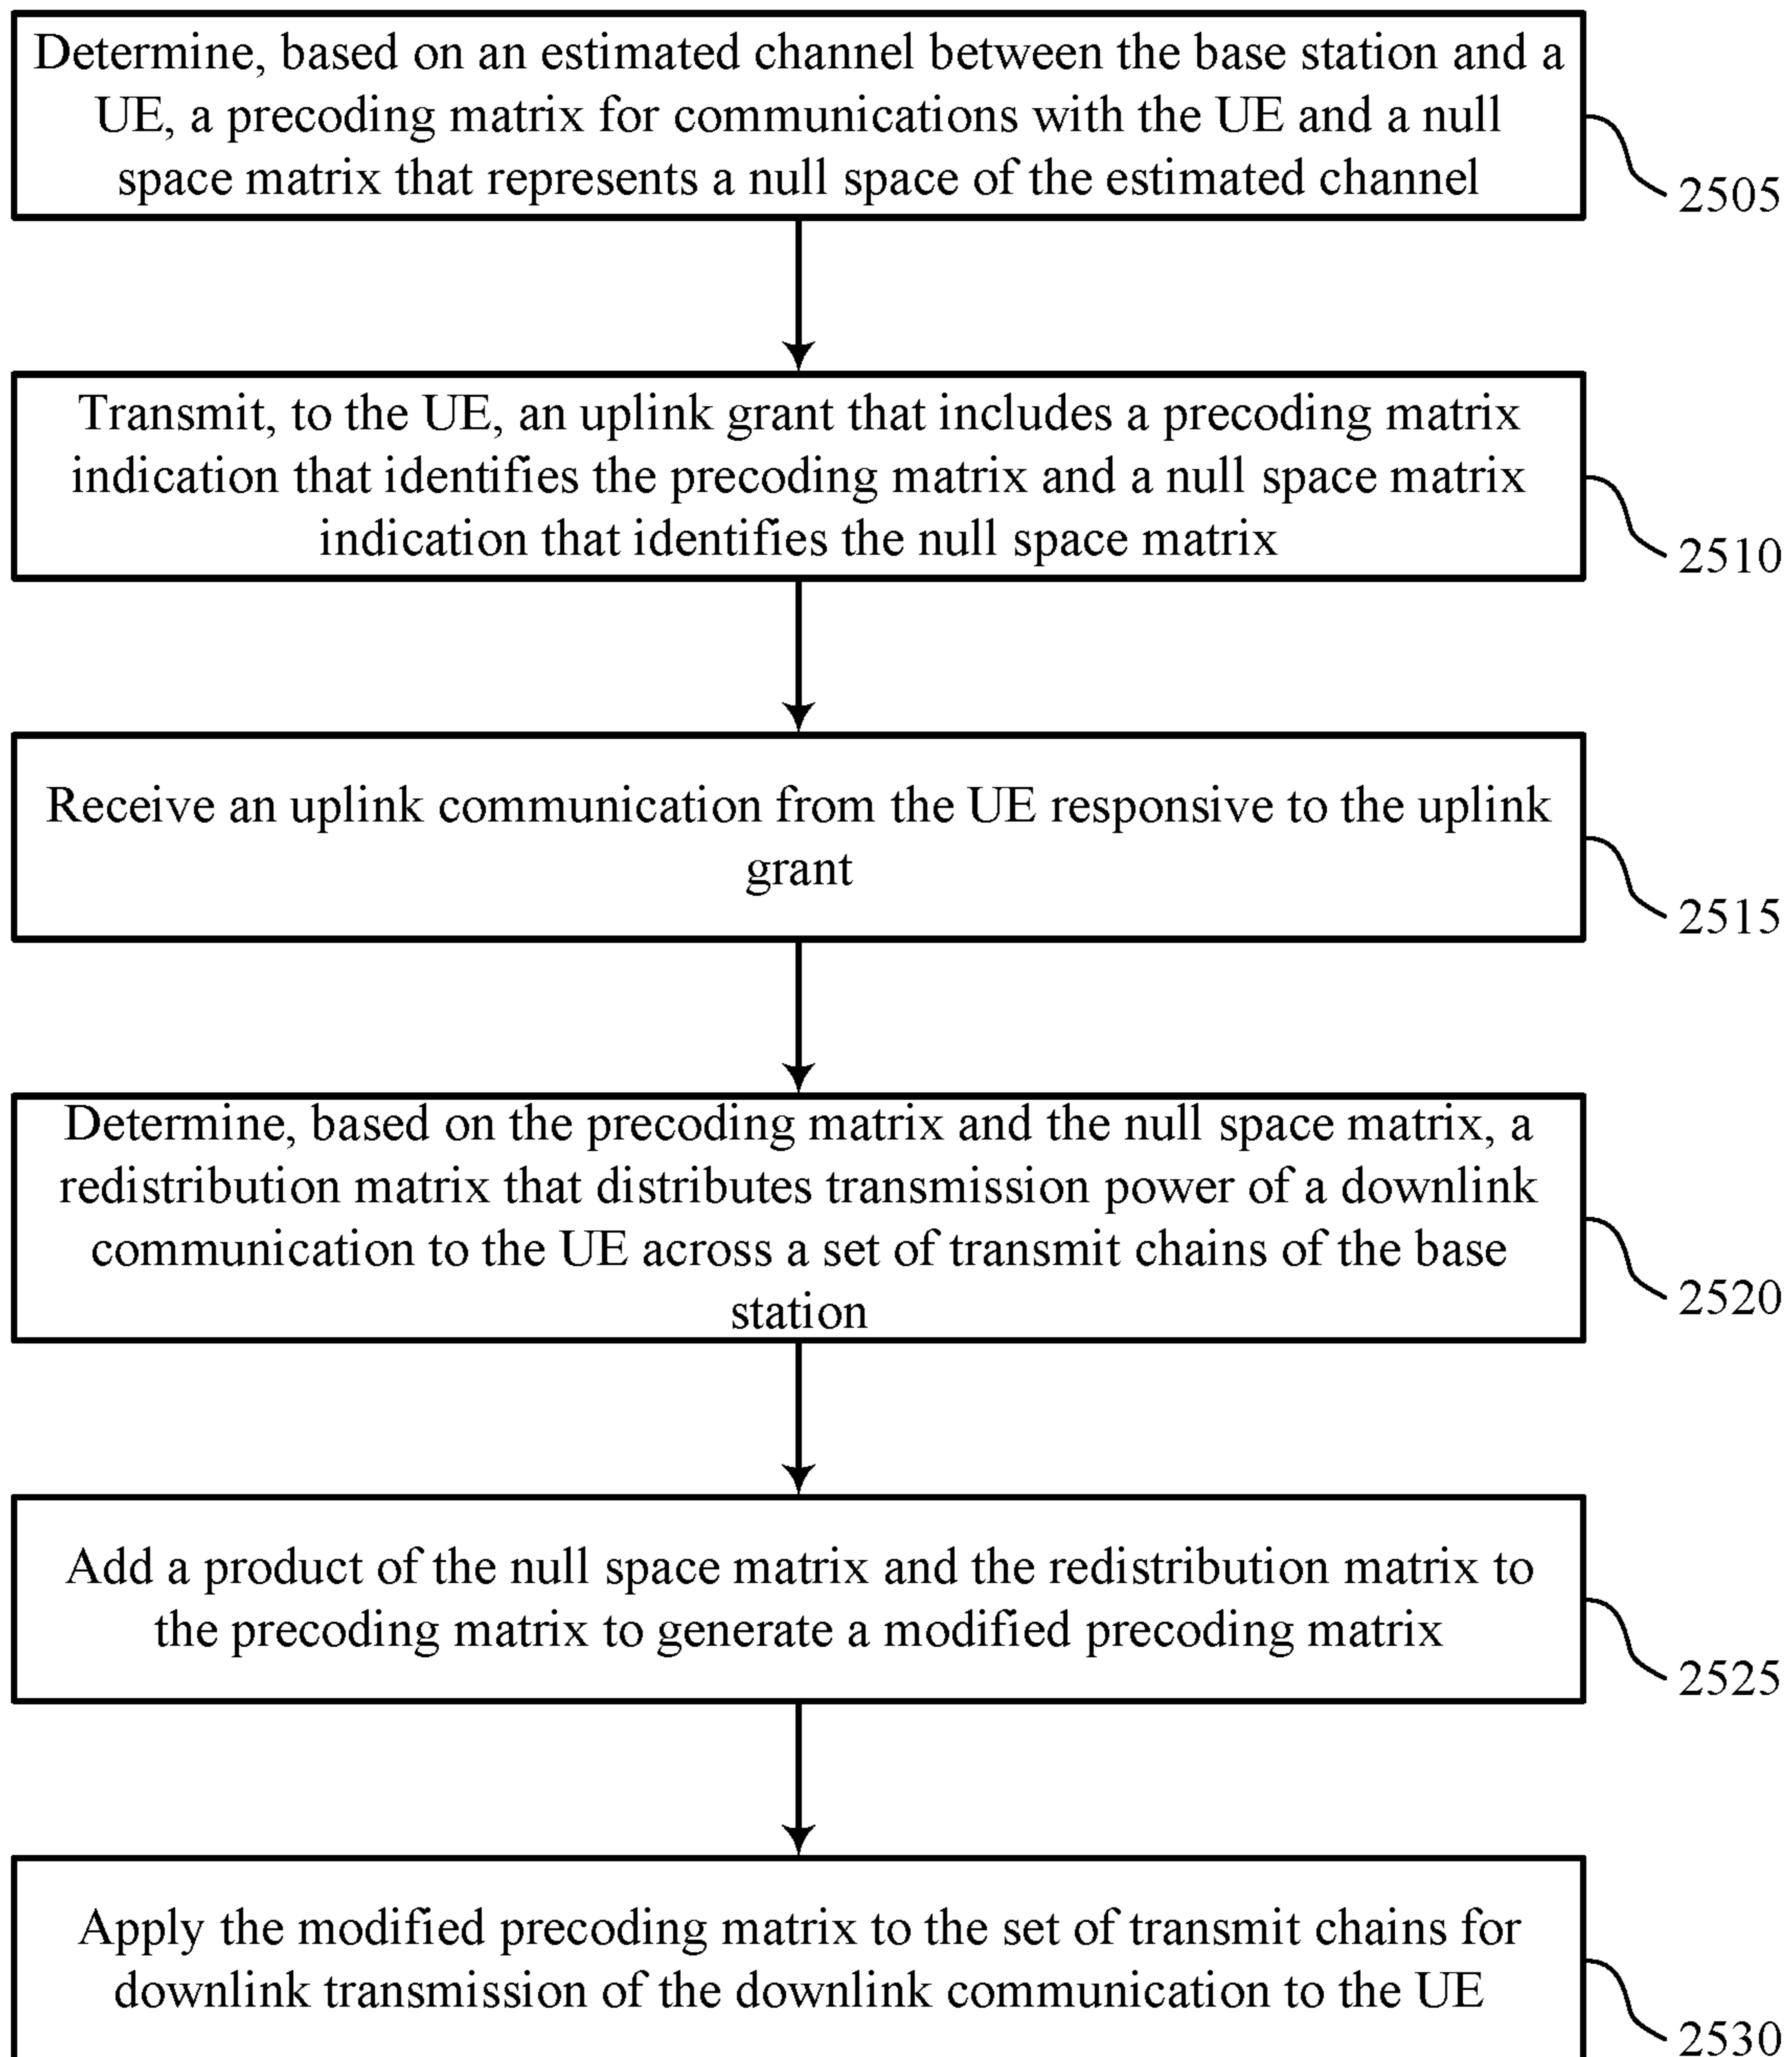 Determine, based on an estimated channel between the base station and a
UE, a precoding matrix for communications with the UE and a null
space matrix that represents a null space of the estimated channel
2505
Transmit, to the UE, an uplink grant that includes a precoding matrix
indication that identifies the precoding matrix and a null space matrix
indication that identifies the null space matrix
2510
Receive an uplink communication from the UE responsive to the uplink
grant
2515
Determine, based on the precoding matrix and the null space matrix, a
redistribution matrix that distributes transmission power of a downlink
communication to the UE across a set of transmit chains of the base
station
2520
Add a product of the null space matrix and the redistribution matrix to
the precoding matrix to generate a modified precoding matrix
2525
Apply the modified precoding matrix to the set of transmit chains for
downlink transmission of the downlink communication to the UE
2530